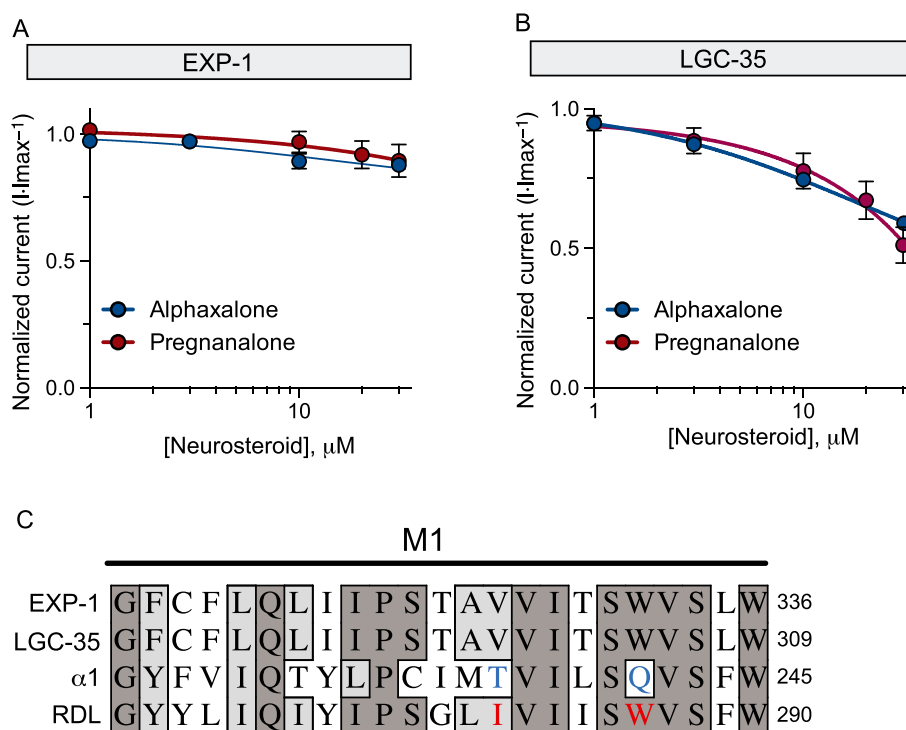 A
EXP-1
Normalized current (I·Imax⁻¹)
1.0
0.5
0.0
Alphaxalone
Pregnanalone
1
10
[Neurosteroid], μM
B
LGC-35
Normalized current (I·Imax⁻¹)
1.0
0.5
0.0
Alphaxalone
Pregnanalone
1
10
[Neurosteroid], μM
C
M1
EXP-1 G F C F L Q L I I P S T A V V I T S W V S L W 336
LGC-35 G F C F L Q L I I P S T A V V I T S W V S L W 309
α1 G Y F V I Q T Y L P C I M T V I L S Q V S F W 245
RDL G Y Y L I Q I Y I P S G L I V I I S W V S F W 290